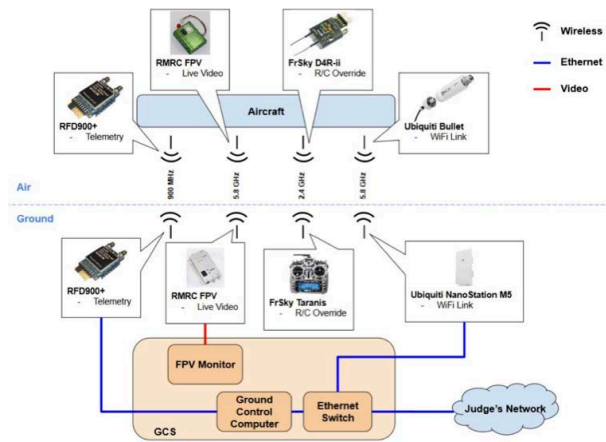 Wireless
Ethernet
Video
RMRC FPV
- Live Video
FrSky D4R-ii
- R/C Override
RFD900+
- Telemetry
Aircraft
Ubiquiti Bullet
- WiFi Link
900 MHz
5.8 GHz
2.4 GHz
5.8 GHz
Air
Ground
RFD900+
- Telemetry
RMRC FPV
- Live Video
FrSky Taranis
- R/C Override
Ubiquiti NanoStation M5
- WiFi Link
FPV Monitor
Ground
Control
Computer
Ethernet
Switch
Judge's Network
GCS